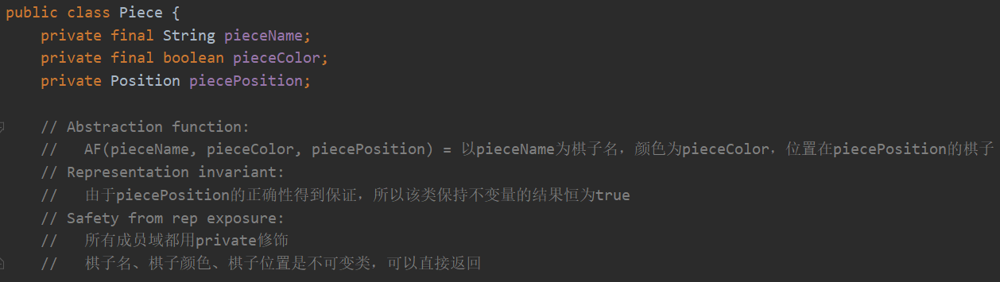 public class Piece {
    private final String pieceName;
    private final boolean pieceColor;
    private Position piecePosition;
    // Abstraction function:
    //   AF(pieceName, pieceColor, piecePosition) = 以pieceName为棋子名，颜色为pieceColor，位置在piecePosition的棋子
    // Representation invariant:
    //   由于piecePosition的正确性得到保证，所以该类保持不变量的结果恒为true
    // Safety from rep exposure:
    //   所有成员域都用private修饰
    //   棋子名、棋子颜色、棋子位置是不可变类，可以直接返回